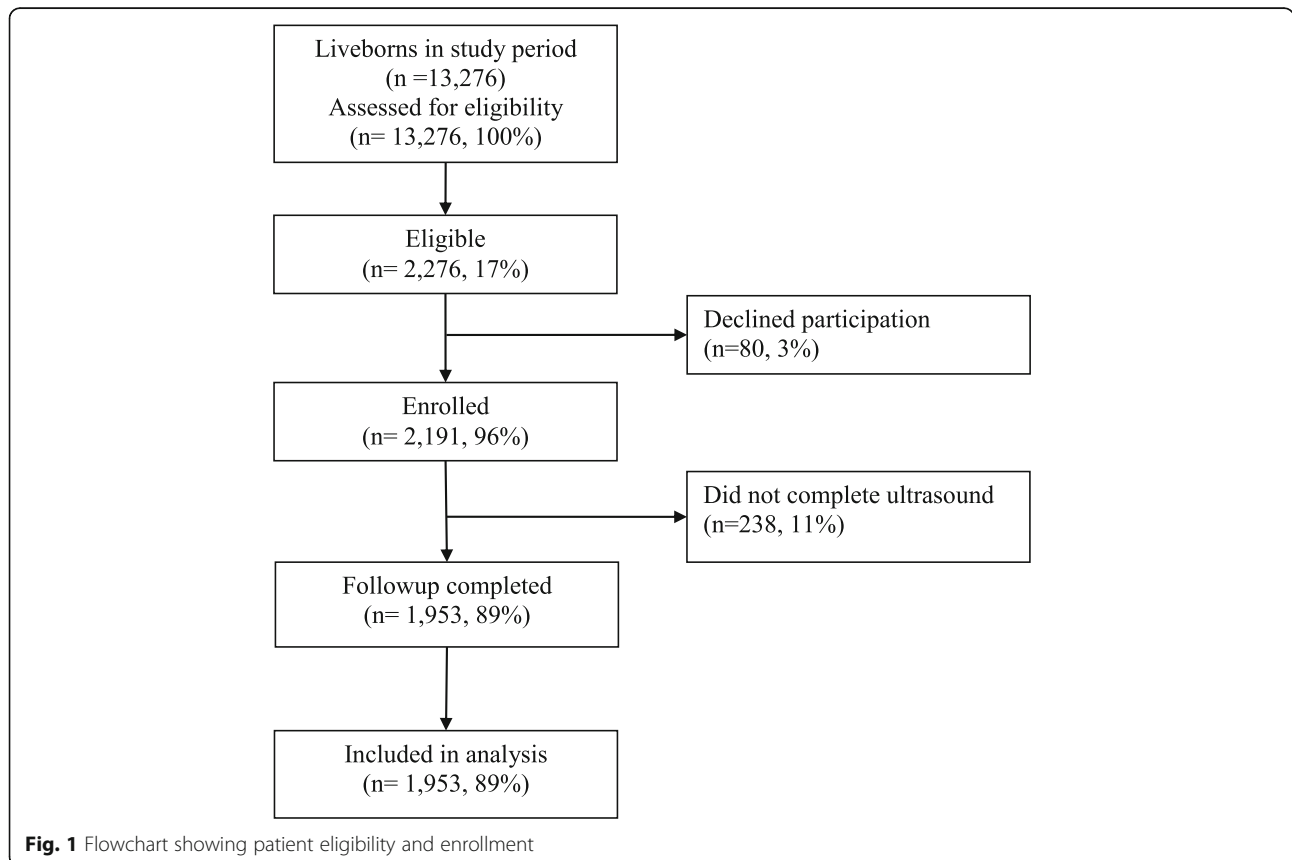 Liveborns in study period
(n =13,276)
Assessed for eligibility
(n= 13,276, 100%)
Eligible
(n= 2,276, 17%)
Declined participation
(n=80, 3%)
Enrolled
(n= 2,191, 96%)
Did not complete ultrasound
(n=238, 11%)
Followup completed
(n= 1,953, 89%)
Included in analysis
(n= 1,953, 89%)
Fig. 1 Flowchart showing patient eligibility and enrollment